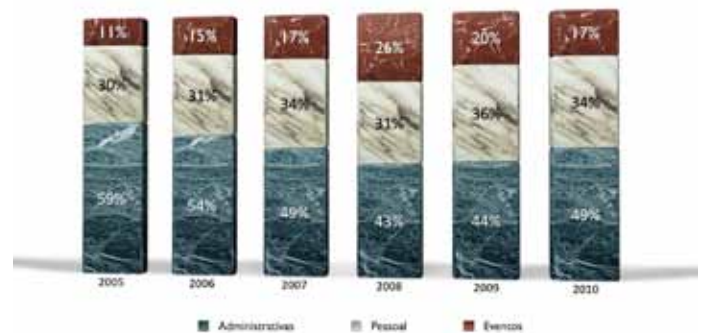 11% 15% 17% 26% 20% 17%
30% 31% 34% 31% 36% 34%
59% 54% 49% 43% 44% 49%
2005 2006 2007 2008 2009 2010
Administrativas Pessoal Eventos